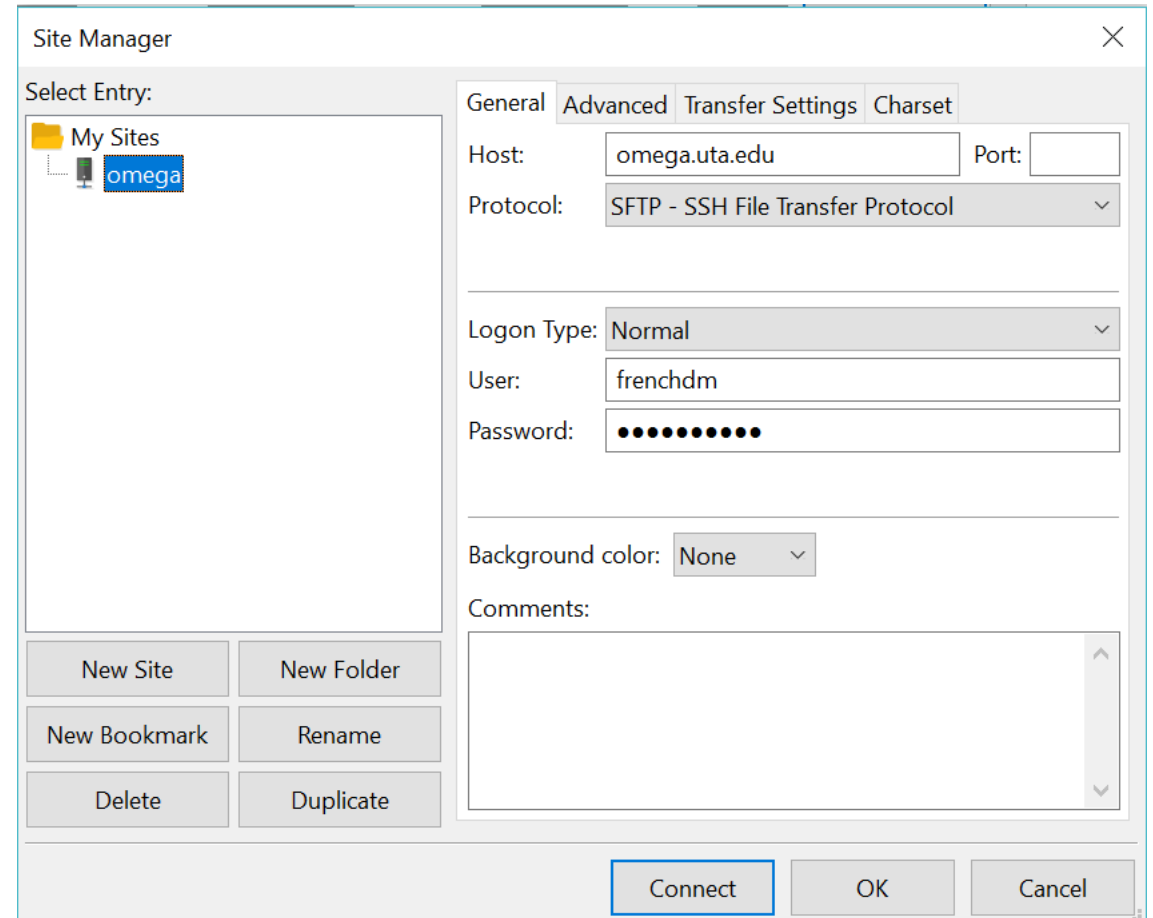 Site Manager
Select Entry:
My Sites
omega
New Site New Folder
New Bookmark Rename
Delete Duplicate
General Advanced Transfer Settings Charset
Host: omega.uta.edu Port:
Protocol: SFTP - SSH File Transfer Protocol
Logon Type: Normal
User: frenchdm
Password: ●●●●●●●●●●
Background color: None
Comments:
Connect OK Cancel